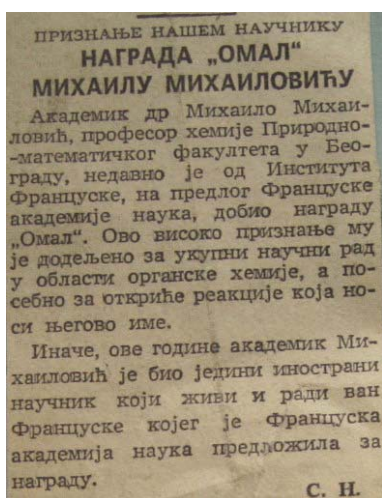 ПРИЗНАЊЕ НАШЕМ НАУЧНИКУ
НАГРАДА „ОМАЛ“
МИХАИЛУ МИХАИЛОВИЋУ
Академик др Михаило Михаи-
ловић, професор хемије Природно-
-математичког факултета у Бео-
граду, недавно је од Института
Француске, на предлог Француске
академије наука, добио награду
„Омал“. Ово високо признање му
је додељено за укупни научни рад
у области органске хемије, а по-
себно за откриће реакције која но-
си његово име.
Иначе, ове године академик Ми-
хаиловић је био једини инострани
научник који живи и ради ван
Француске којег је Француска
академија наука предложила за
награду.
С. Н.